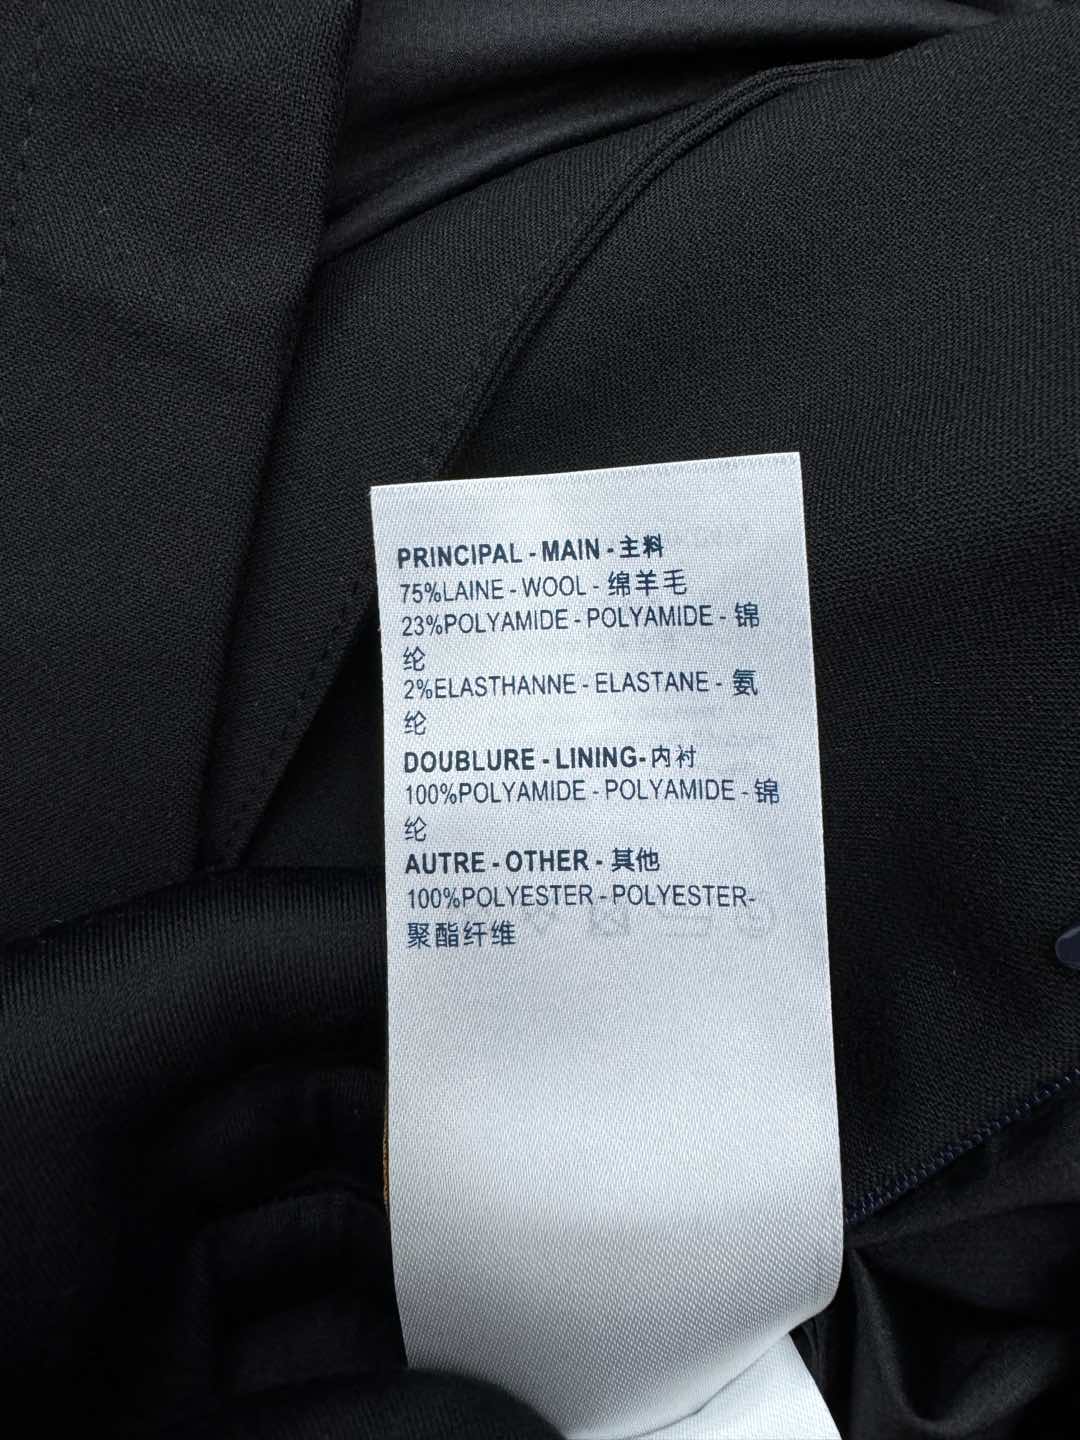 PRINCIPAL - MAIN - 主料
75%LAINE - WOOL - 绵羊毛
23%POLYAMIDE - POLYAMIDE - 锦
纶
2%ELASTHANNE - ELASTANE - 氨
纶
DOUBLURE - LINING- 内衬
100%POLYAMIDE - POLYAMIDE - 锦
纶
AUTRE - OTHER - 其他
100%POLYESTER - POLYESTER-
聚酯纤维